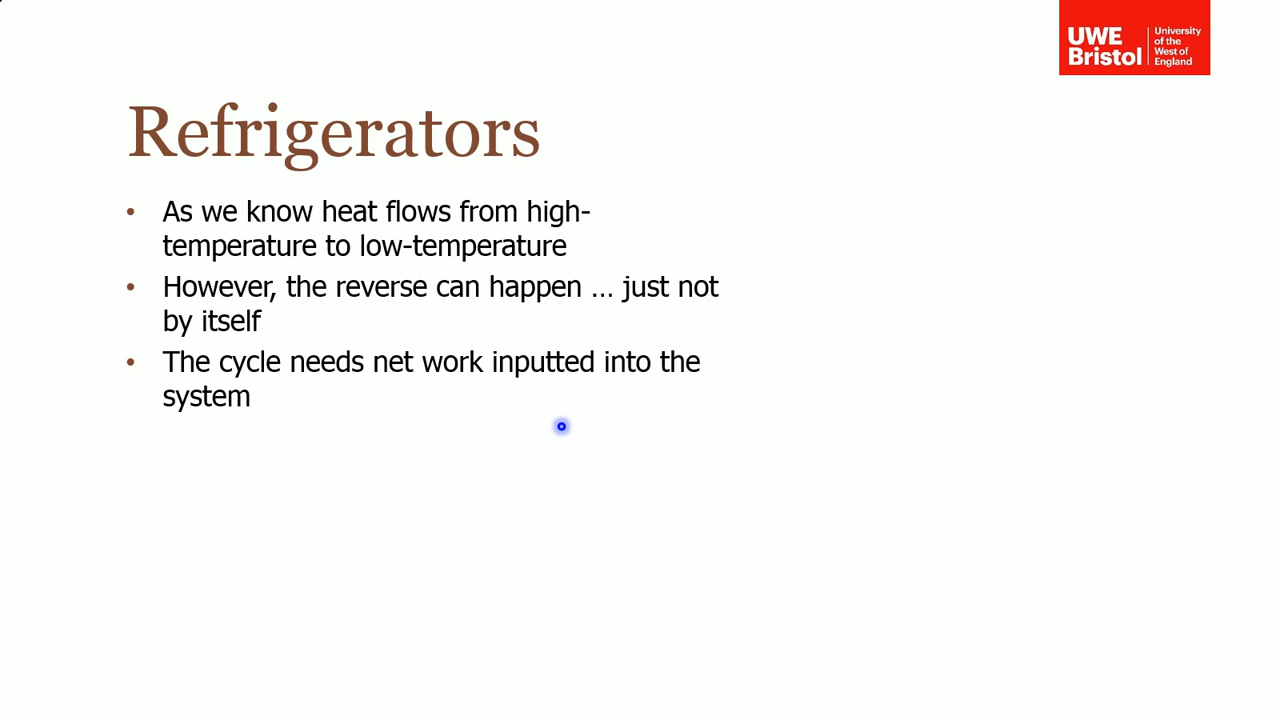 UWE
Bristol
University
of the
West of
England
Refrigerators
• As we know heat flows from high-
temperature to low-temperature
• However, the reverse can happen … just not
by itself
• The cycle needs net work inputted into the
system